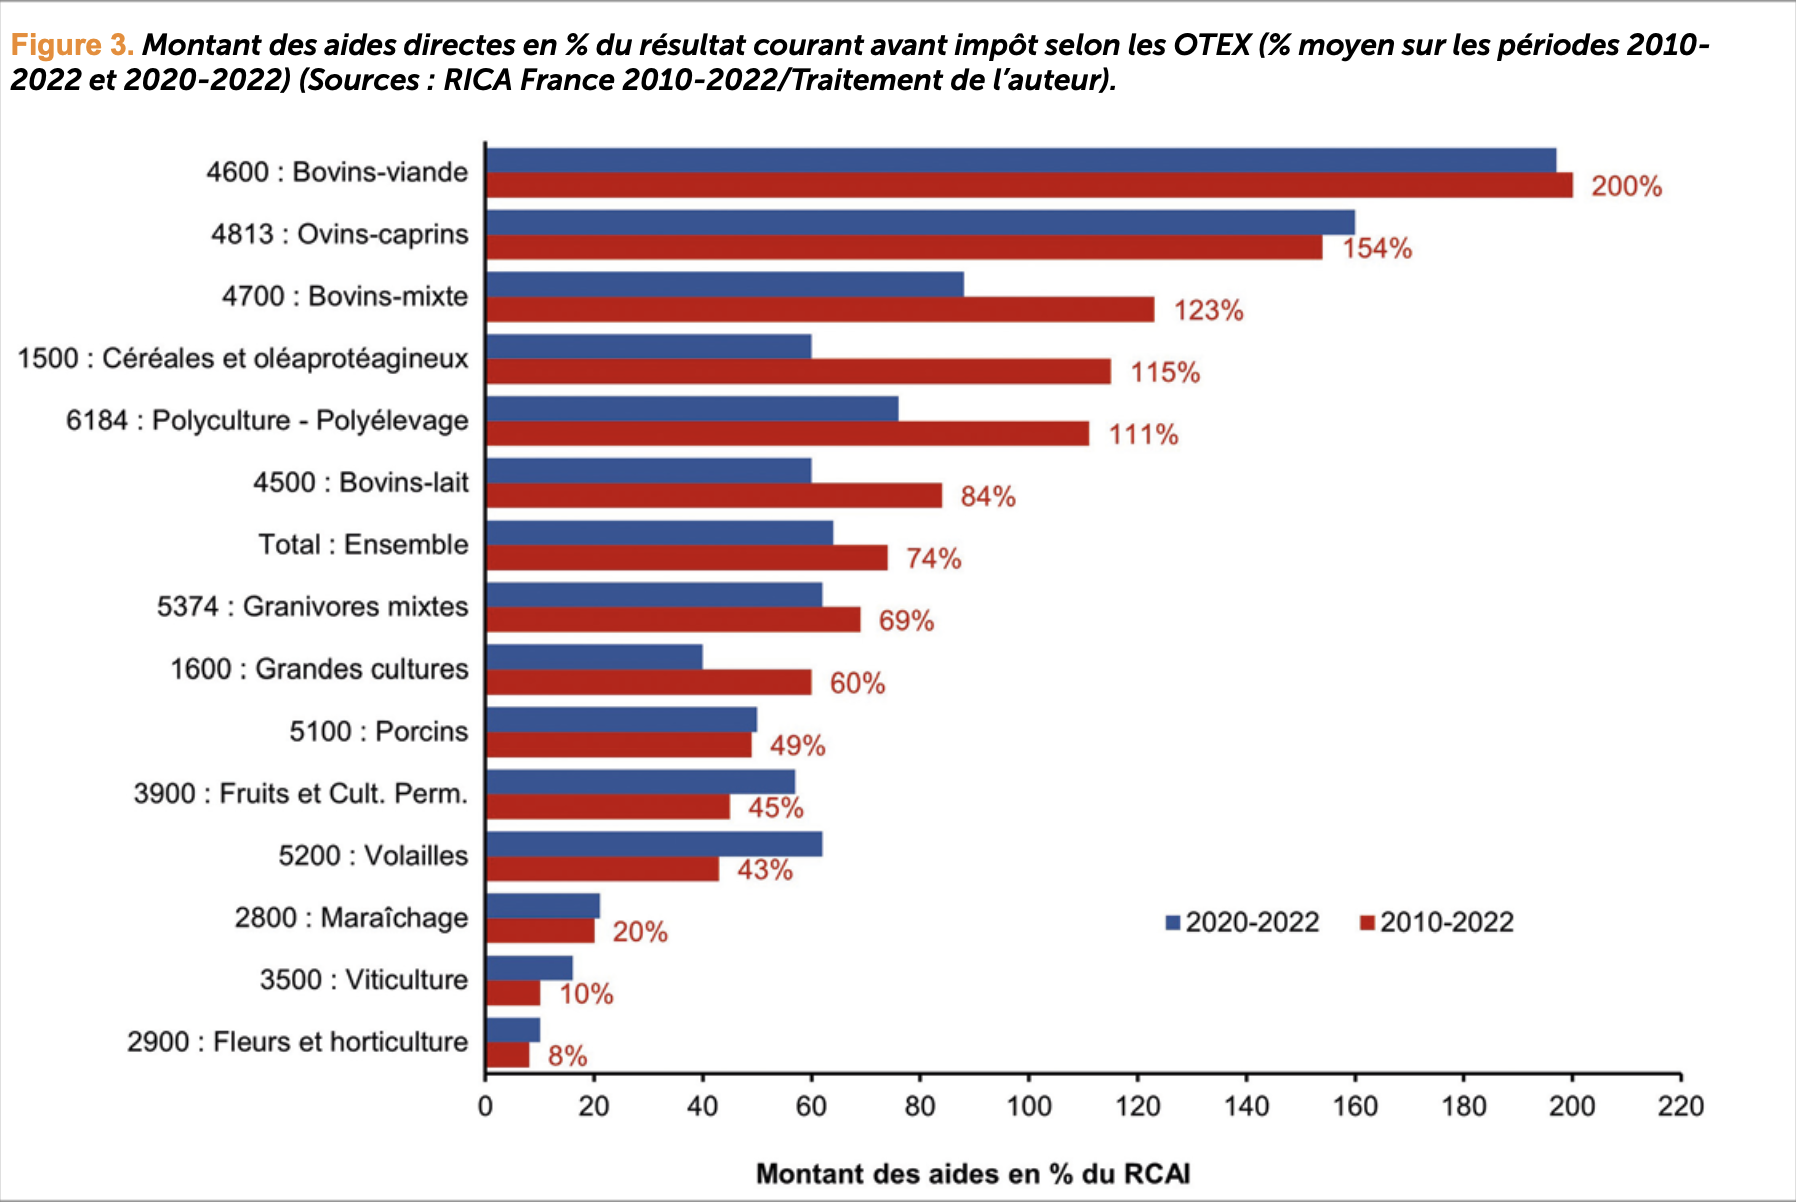 Figure 3. Montant des aides directes en % du résultat courant avant impôt selon les OTEX (% moyen sur les périodes 2010-
2022 et 2020-2022) (Sources : RICA France 2010-2022/Traitement de l’auteur).
4600 : Bovins-viande
200%
4813 : Ovins-caprins
154%
4700 : Bovins-mixte
123%
1500 : Céréales et oléaprotéagineux
115%
6184 : Polyculture - Polyélevage
111%
4500 : Bovins-lait
84%
Total : Ensemble
74%
5374 : Granivores mixtes
69%
1600 : Grandes cultures
60%
5100 : Porcins
49%
3900 : Fruits et Cult. Perm.
45%
5200 : Volailles
43%
2800 : Maraîchage
20%
2020-2022 2010-2022
3500 : Viticulture
10%
2900 : Fleurs et horticulture
8%
0 20 40 60 80 100 120 140 160 180 200 220
Montant des aides en % du RCAI